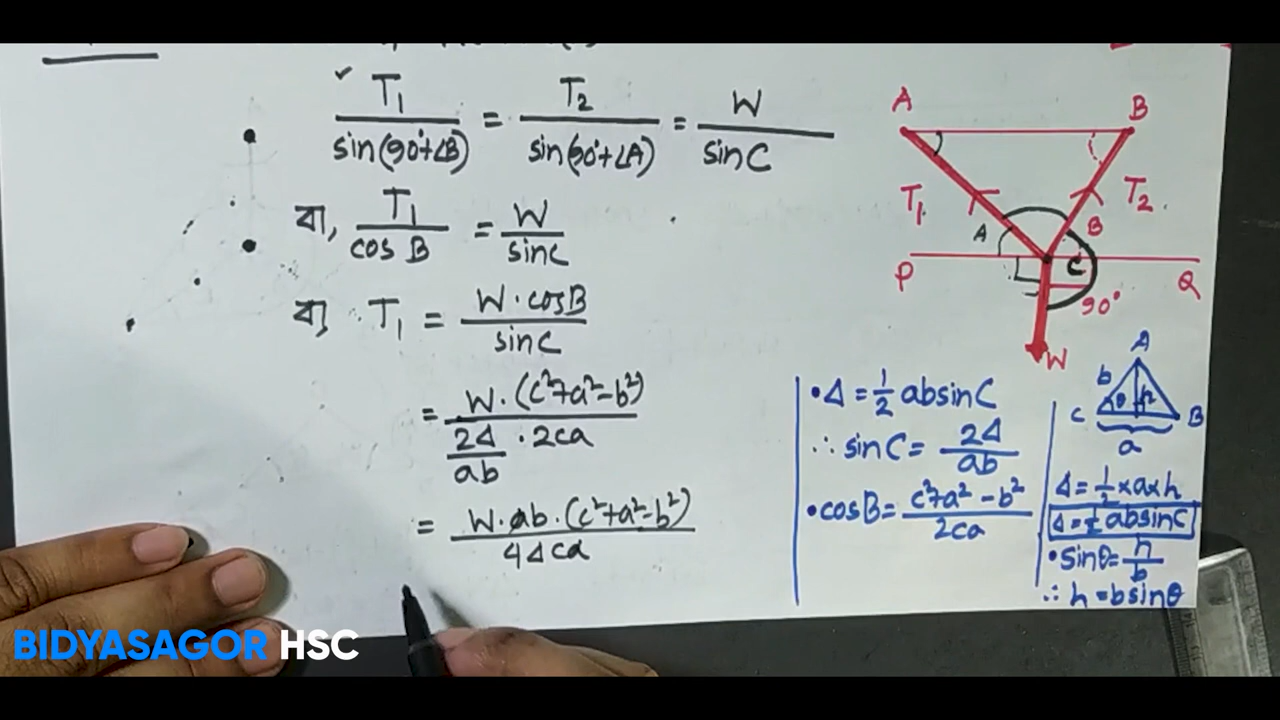 ✓ T₁/sin(90°+∠B) = T₂/sin(90°+∠A) = W/sinC
বা, T₁/cos B = W/sinC
বা, T₁ = W·cosB/sinC
= W·(c²+a²-b²)/(2Δ/ab · 2ca)
= W·ab·(c²+a²-b²)/4Δca
A B
T₁ T₂
A B
P C Q
90°
W
•Δ = 1/2 absinC
∴ sinC = 2Δ/ab
•cosB = c²+a²-b²/2ca
A
b θ h
C B
a
Δ = 1/2 × a × h
Δ = 1/2 absinC
•sinθ = h/b
∴ h = bsinθ
BIDYASAGOR HSC